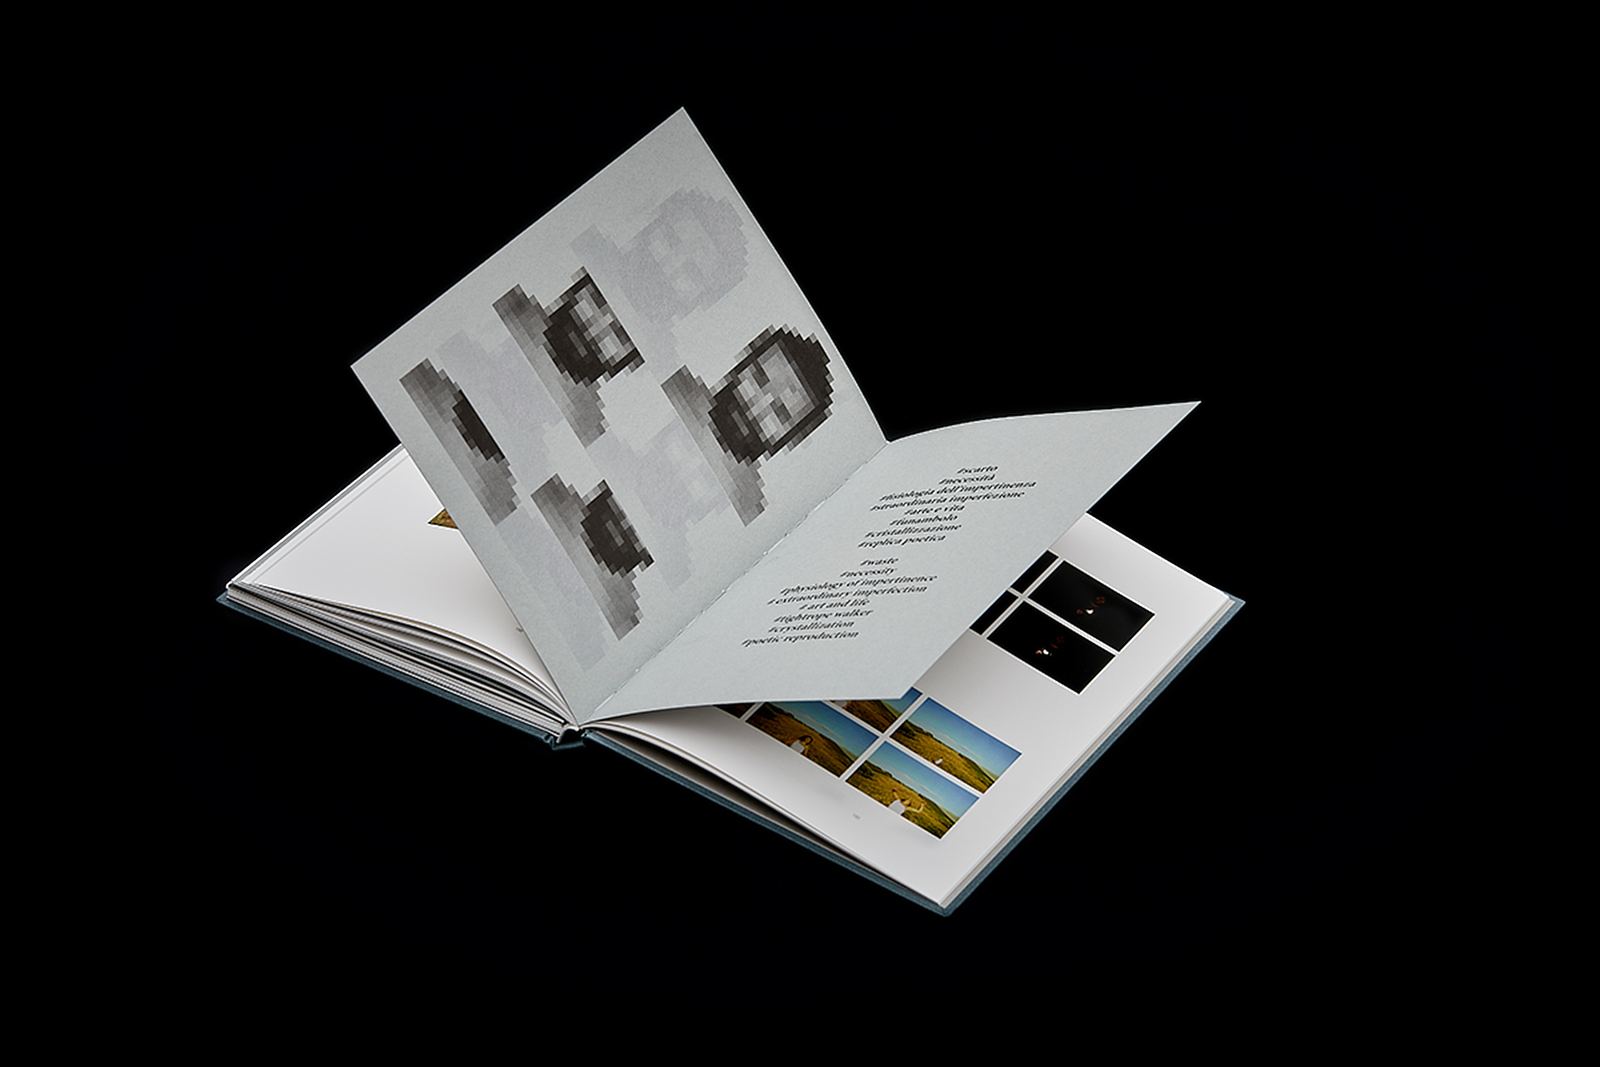 #scarto
#necessità
#fisiologia dell'impertinenza
#straordinaria imperfezione
#arte e vita
#funambolo
#cristallizzazione
#replica poetica
#waste
#necessity
#physiology of impertinence
# extraordinary imperfection
# art and life
#tightrope walker
#crystallization
#poetic reproduction